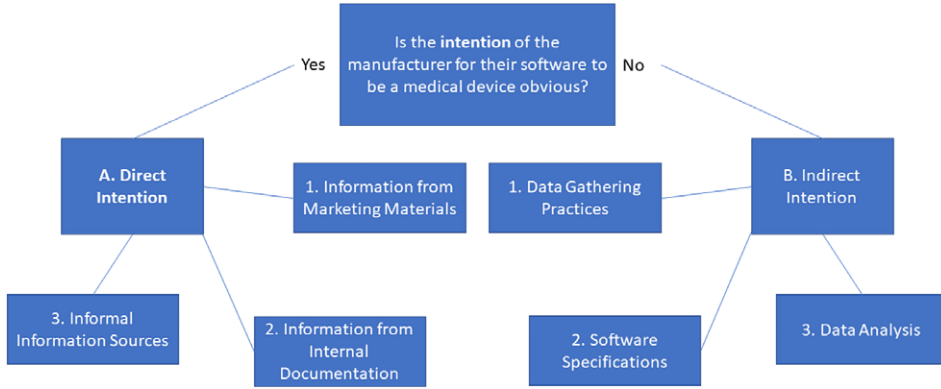 Is the intention of the
manufacturer for their software to
be a medical device obvious?
Yes
No
A. Direct
Intention
1. Information from
Marketing Materials
1. Data Gathering
Practices
B. Indirect
Intention
3. Informal
Information Sources
2. Information from
Internal
Documentation
2. Software
Specifications
3. Data Analysis